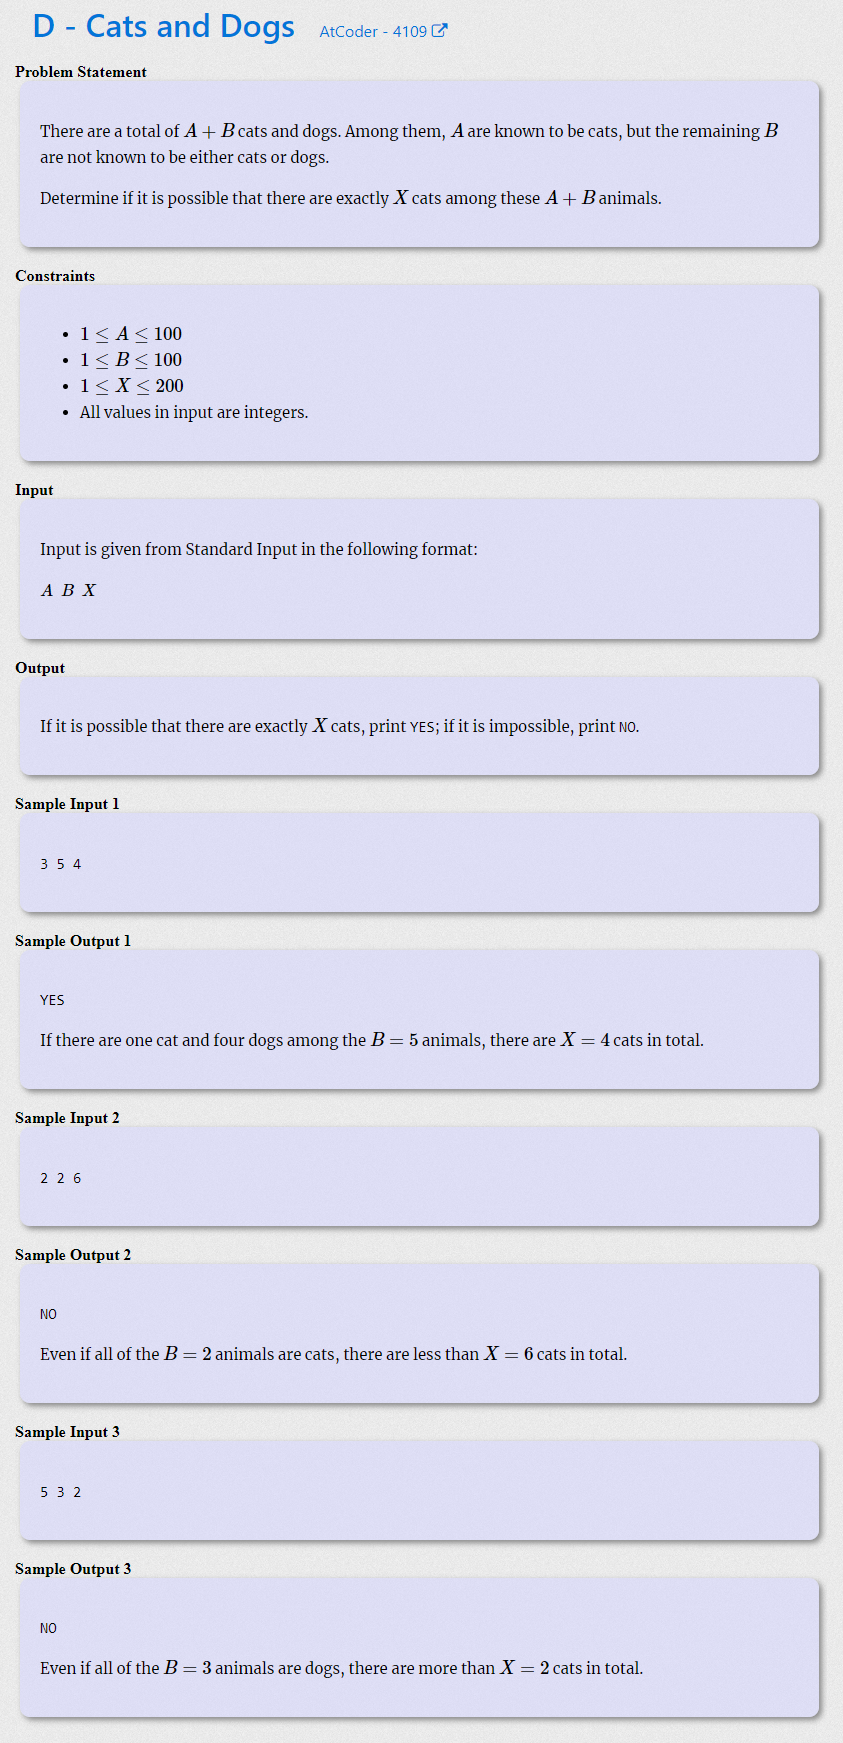 D - Cats and Dogs AtCoder - 4109
Problem Statement
There are a total of A + B cats and dogs. Among them, A are known to be cats, but the remaining B
are not known to be either cats or dogs.
Determine if it is possible that there are exactly X cats among these A + B animals.
Constraints
• 1 ≤ A ≤ 100
• 1 ≤ B ≤ 100
• 1 ≤ X ≤ 200
• All values in input are integers.
Input
Input is given from Standard Input in the following format:
A B X
Output
If it is possible that there are exactly X cats, print YES; if it is impossible, print NO.
Sample Input 1
3 5 4
Sample Output 1
YES
If there are one cat and four dogs among the B = 5 animals, there are X = 4 cats in total.
Sample Input 2
2 2 6
Sample Output 2
NO
Even if all of the B = 2 animals are cats, there are less than X = 6 cats in total.
Sample Input 3
5 3 2
Sample Output 3
NO
Even if all of the B = 3 animals are dogs, there are more than X = 2 cats in total.